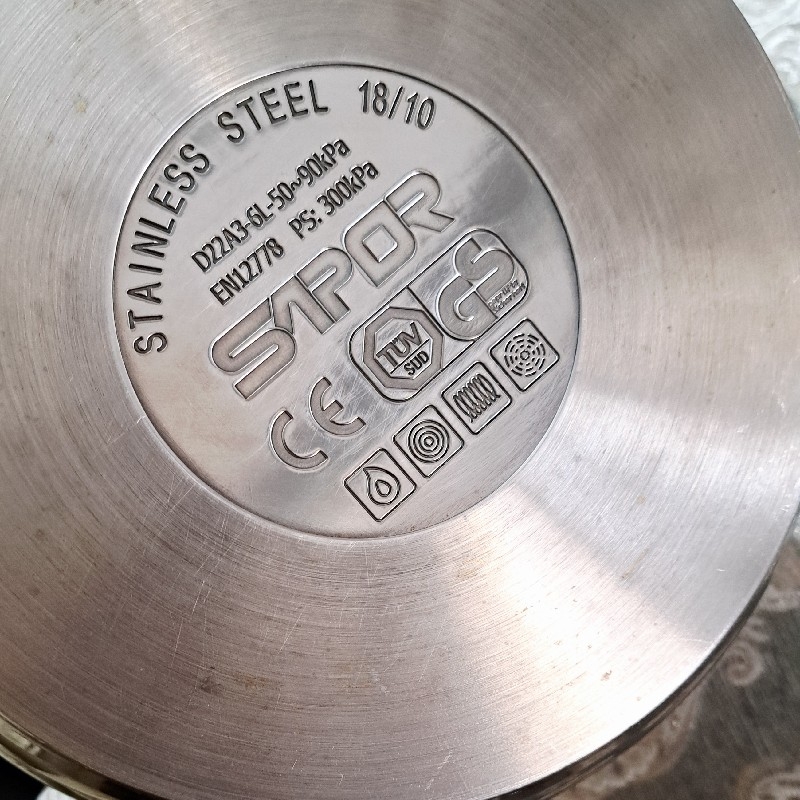 STAINLESS STEEL 18/10
D22A3-6L-50~90kPa
EN12778 PS: 300kPa
SAPOR
TÜV
SÜD
GS
CE